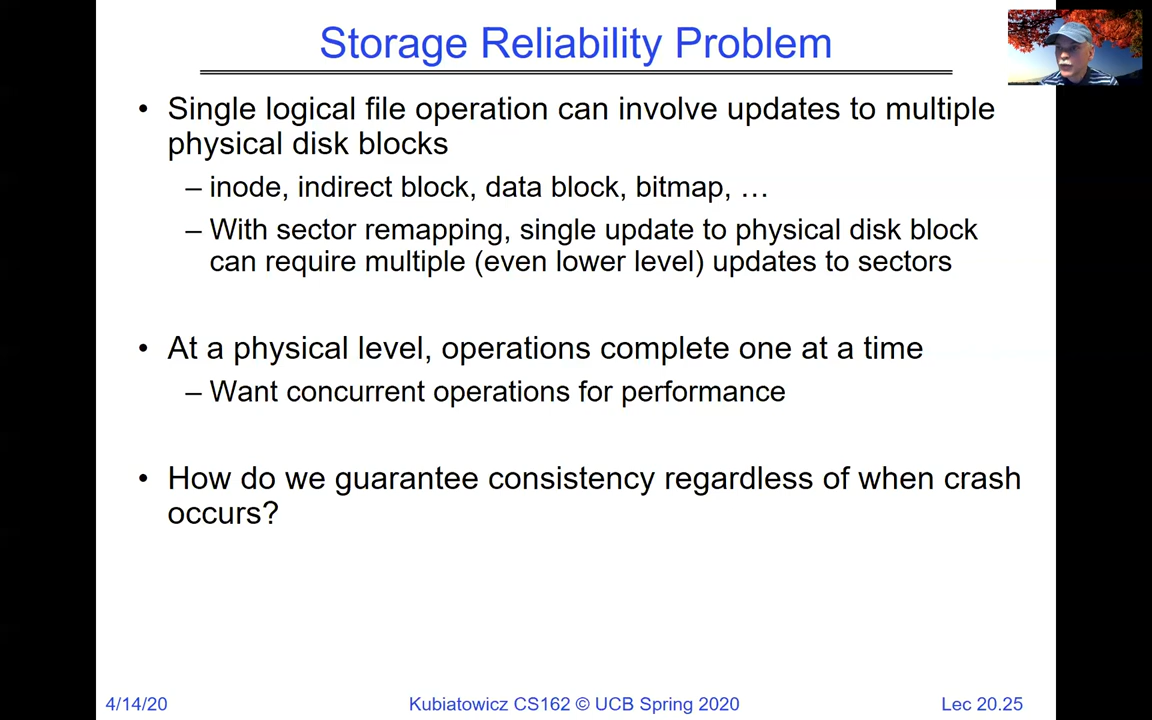 Storage Reliability Problem
• Single logical file operation can involve updates to multiple
physical disk blocks
– inode, indirect block, data block, bitmap, …
– With sector remapping, single update to physical disk block
can require multiple (even lower level) updates to sectors
• At a physical level, operations complete one at a time
– Want concurrent operations for performance
• How do we guarantee consistency regardless of when crash
occurs?
4/14/20 Kubiatowicz CS162 © UCB Spring 2020 Lec 20.25